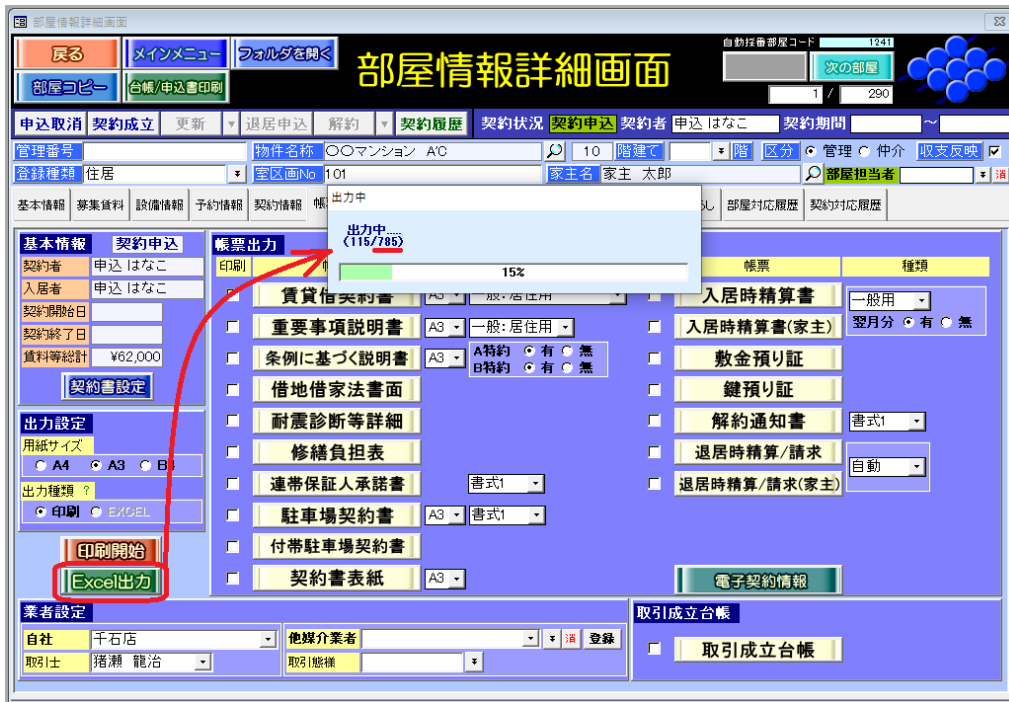 部屋情報詳細画面
戻る メインメニュー フォルダを開く
部屋情報詳細画面
自動採番部屋コード 1241
次の部屋
部屋コピー 台帳/申込書印刷
1 / 290
申込取消 契約成立 更新 退居申込 解約 契約履歴 契約状況 契約申込 契約者 申込 はなこ 契約期間 ～
管理番号 物件名称 〇〇マンション A'C 10 階建て 階 区分 管理 仲介 収支反映
登録種類 住居 室区画No 101 家主名 家主 太郎 部屋担当者 消
基本情報 募集賃料 設備情報 予約情報 契約情報 部屋対応履歴 契約対応履歴
出力中
出力中.....
(115/785)
15%
基本情報 契約申込
契約者 申込 はなこ
入居者 申込 はなこ
契約開始日
契約終了日
賃料等総計 ¥62,000
契約書設定
出力設定
用紙サイズ
A4 A3 B4
出力種類 ?
印刷 EXCEL
印刷開始
Excel出力
帳票出力
印刷 帳票 種類
賃貸借契約書 A3 一般:居住用 入居時精算書 一般用
重要事項説明書 A3 一般:居住用 入居時精算書(家主) 翌月分 有 無
条例に基づく説明書 A3 A特約 有 無 敷金預り証
B特約 有 無
借地借家法書面 鍵預り証
耐震診断等詳細 解約通知書 書式1
修繕負担表 退居時精算/請求 自動
連帯保証人承諾書 書式1 退居時精算/請求(家主)
駐車場契約書 A3 書式1
付帯駐車場契約書
契約書表紙 A3 電子契約情報
業者設定
自社 千石店 他媒介業者 消 登録
取引士 猪瀬 龍治 取引態様
取引成立台帳
取引成立台帳